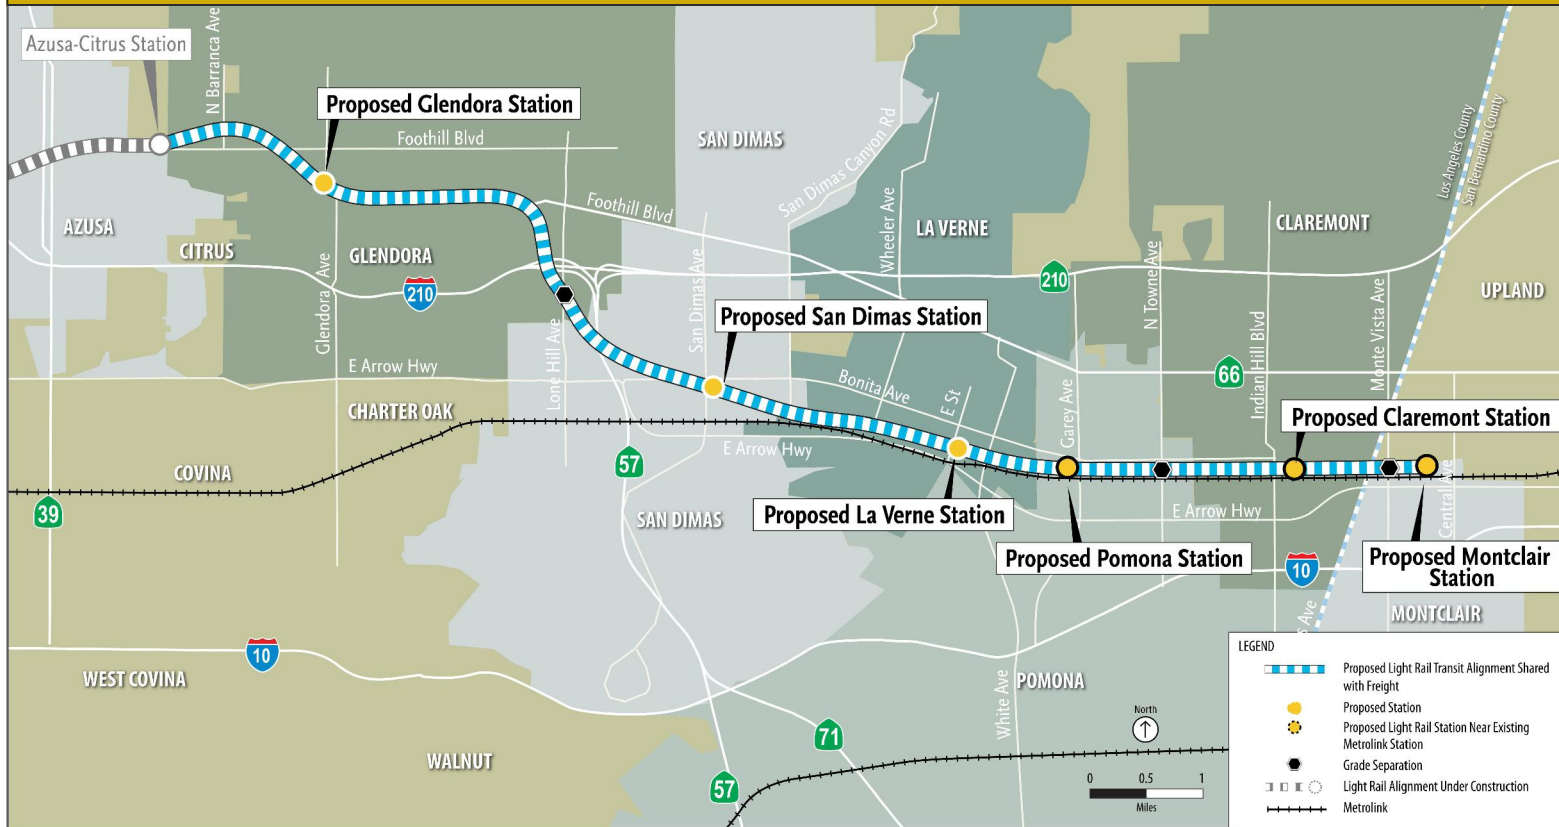 Azusa-Citrus Station
N Barranca Ave
Proposed Glendora Station
Foothill Blvd
SAN DIMAS
San Dimas Canyon Rd
Los Angeles County
San Bernardino County
AZUSA
CITRUS
GLENDORA
Foothill Blvd
Wheeler Ave
LA VERNE
CLAREMONT
Glendora Ave
210
San Dimas Ave
210
N Towne Ave
UPLAND
Proposed San Dimas Station
Lone Hill Ave
Monte Vista Ave
Indian Hill Blvd
E Arrow Hwy
Bonita Ave
66
E St
Garey Ave
CHARTER OAK
Proposed Claremont Station
COVINA
57
E Arrow Hwy
39
SAN DIMAS
Proposed La Verne Station
E Arrow Hwy
Central Ave
Proposed Pomona Station
10
Proposed Montclair
Station
MONTCLAIR
s Ave
10
WEST COVINA
POMONA
White Ave
WALNUT
71
57
North
0 0.5 1
Miles
LEGEND
Proposed Light Rail Transit Alignment Shared
with Freight
Proposed Station
Proposed Light Rail Station Near Existing
Metrolink Station
Grade Separation
Light Rail Alignment Under Construction
Metrolink